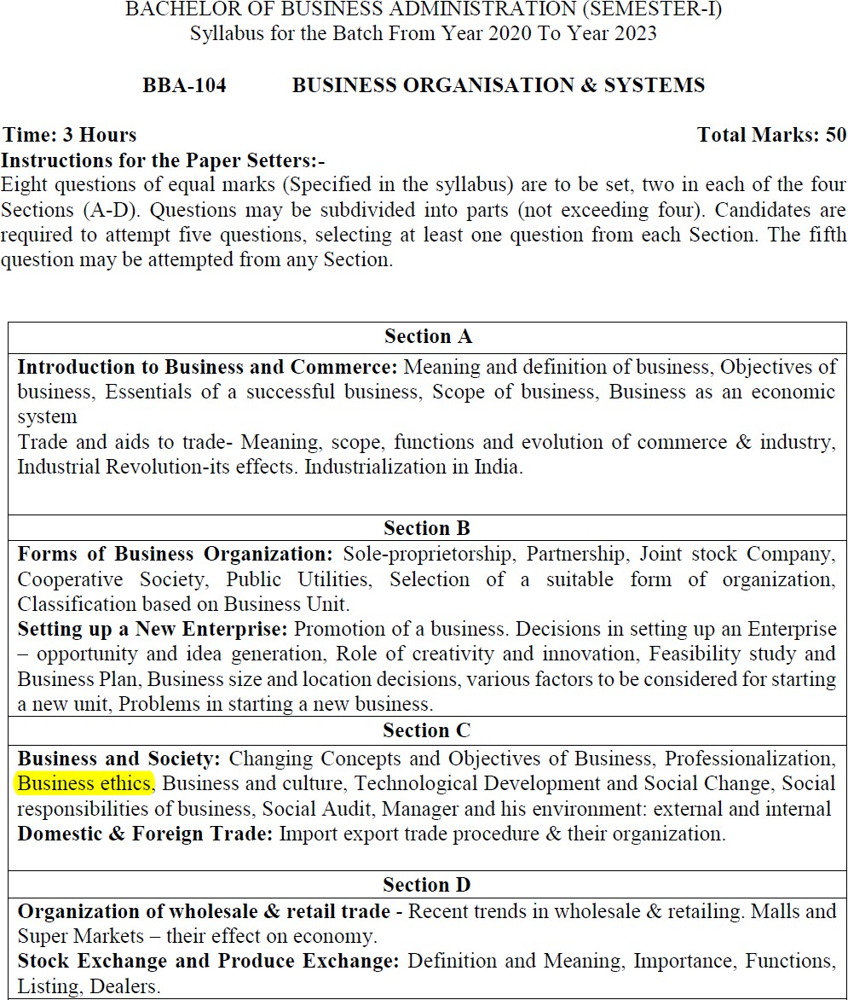 BACHELOR OF BUSINESS ADMINISTRATION (SEMESTER-I)
Syllabus for the Batch From Year 2020 To Year 2023
BBA-104 BUSINESS ORGANISATION & SYSTEMS
Time: 3 Hours Total Marks: 50
Instructions for the Paper Setters:-
Eight questions of equal marks (Specified in the syllabus) are to be set, two in each of the four
Sections (A-D). Questions may be subdivided into parts (not exceeding four). Candidates are
required to attempt five questions, selecting at least one question from each Section. The fifth
question may be attempted from any Section.
Section A
Introduction to Business and Commerce: Meaning and definition of business, Objectives of
business, Essentials of a successful business, Scope of business, Business as an economic
system
Trade and aids to trade- Meaning, scope, functions and evolution of commerce & industry,
Industrial Revolution-its effects. Industrialization in India.
Section B
Forms of Business Organization: Sole-proprietorship, Partnership, Joint stock Company,
Cooperative Society, Public Utilities, Selection of a suitable form of organization,
Classification based on Business Unit.
Setting up a New Enterprise: Promotion of a business. Decisions in setting up an Enterprise
– opportunity and idea generation, Role of creativity and innovation, Feasibility study and
Business Plan, Business size and location decisions, various factors to be considered for starting
a new unit, Problems in starting a new business.
Section C
Business and Society: Changing Concepts and Objectives of Business, Professionalization,
Business ethics, Business and culture, Technological Development and Social Change, Social
responsibilities of business, Social Audit, Manager and his environment: external and internal
Domestic & Foreign Trade: Import export trade procedure & their organization.
Section D
Organization of wholesale & retail trade - Recent trends in wholesale & retailing. Malls and
Super Markets – their effect on economy.
Stock Exchange and Produce Exchange: Definition and Meaning, Importance, Functions,
Listing, Dealers.